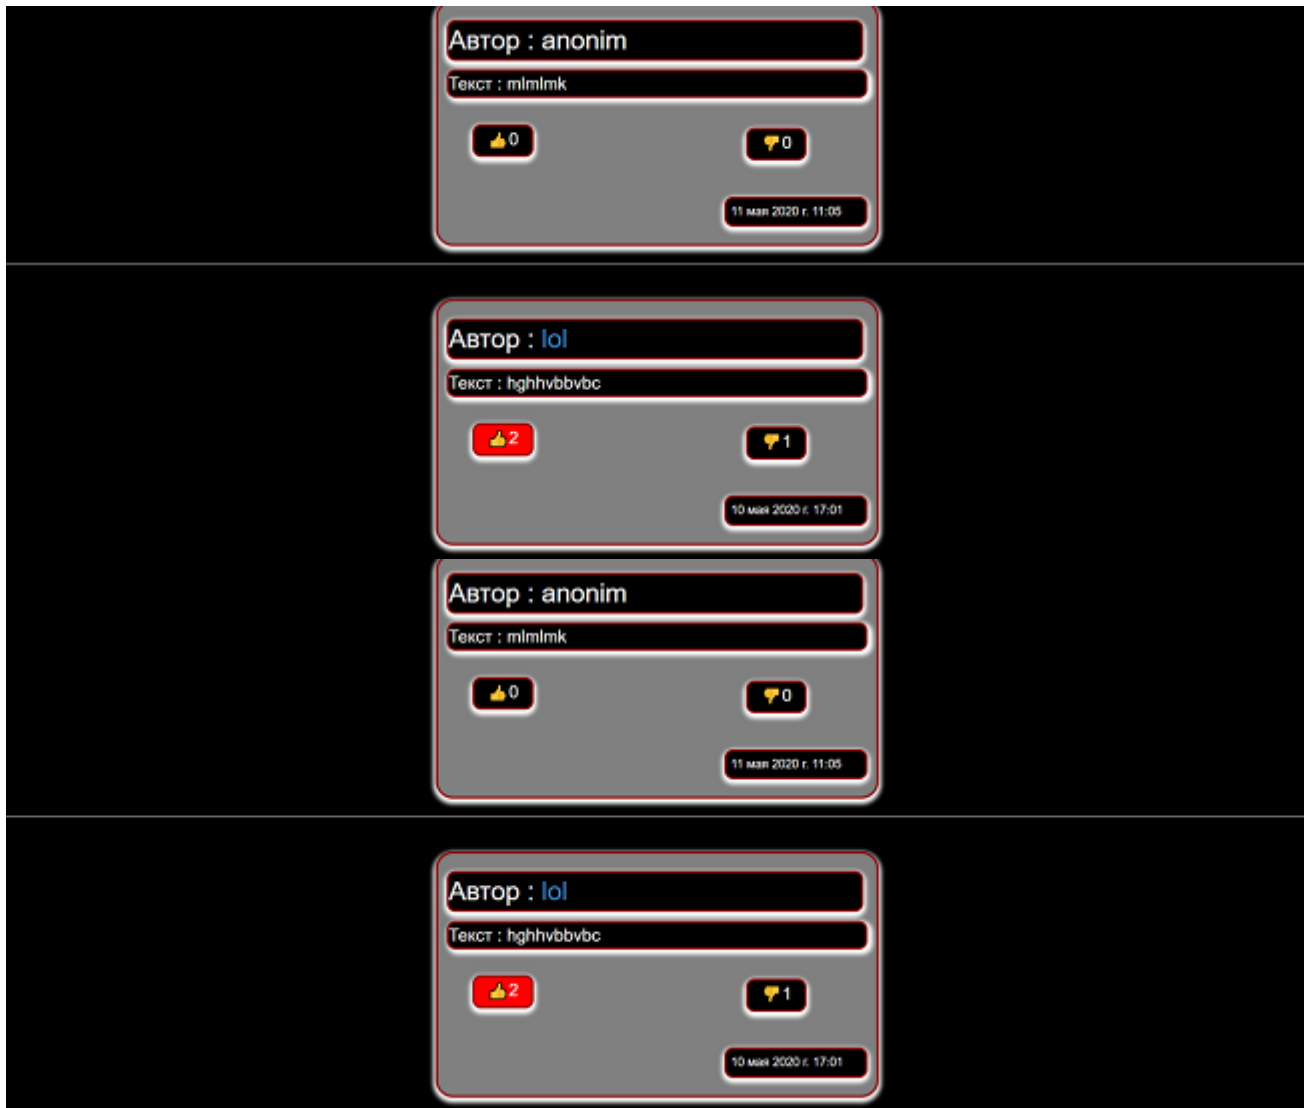 Автор : anonim
Текст : mlmlmk
👍0 👎0
11 мая 2020 г. 11:05
Автор : lol
Текст : hghhvbbvbc
👍2 👎1
10 мая 2020 г. 17:01
Автор : anonim
Текст : mlmlmk
👍0 👎0
11 мая 2020 г. 11:05
Автор : lol
Текст : hghhvbbvbc
👍2 👎1
10 мая 2020 г. 17:01